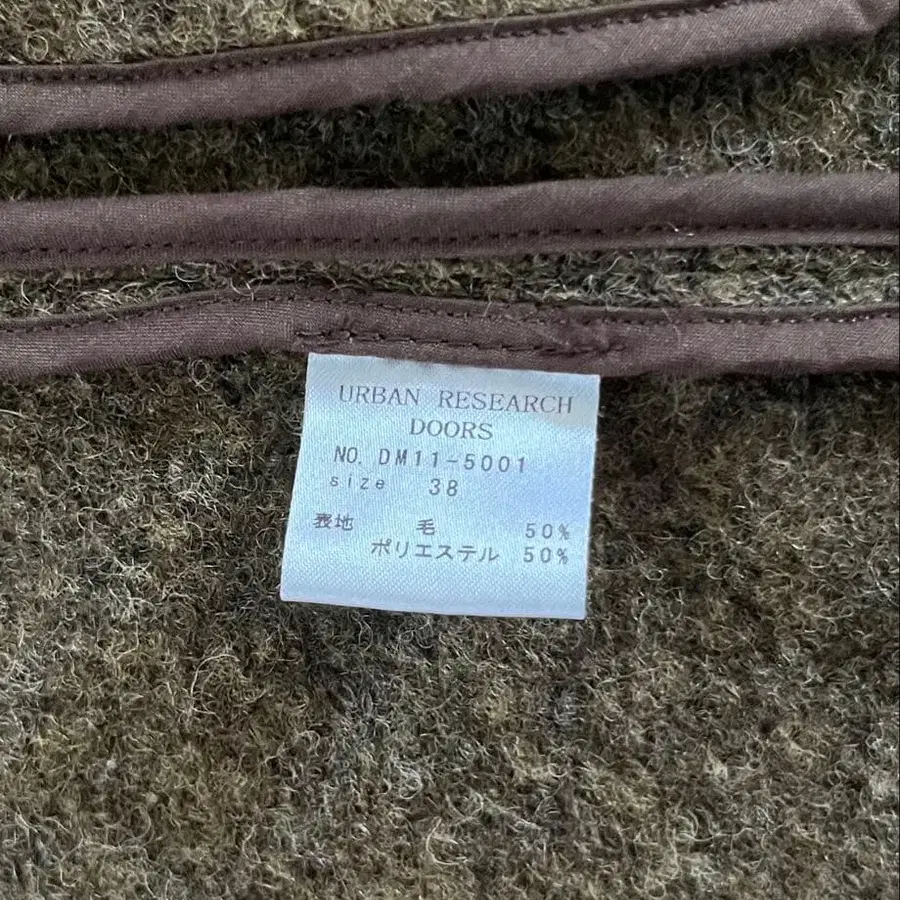 URBAN RESEARCH
DOORS
NO. DM11-5001
size 38
表地 毛 50%
ポリエステル 50%